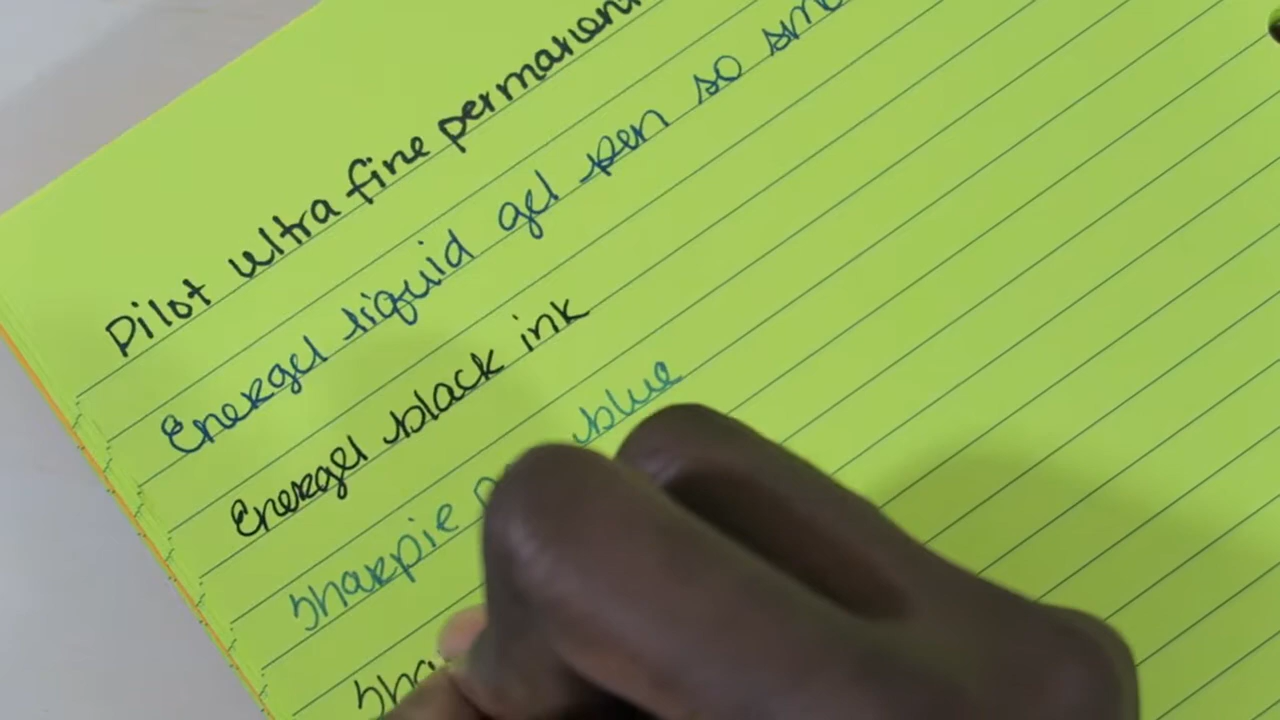 Pilot ultra fine permanent
Energel liquid gel pen so
Energel black ink
sharpie blue